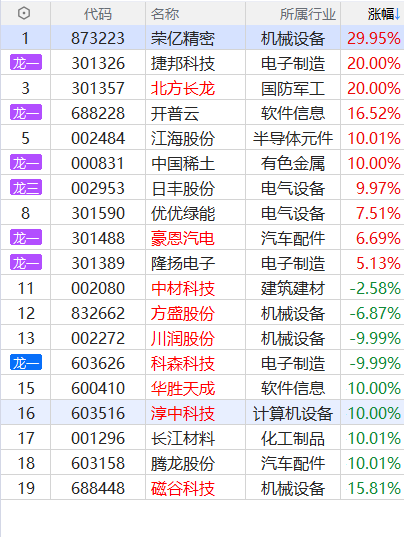 代码 名称 所属行业 涨幅↓
1 873223 荣亿精密 机械设备 29.95%
龙一 301326 捷邦科技 电子制造 20.00%
3 301357 北方长龙 国防军工 20.00%
龙一 688228 开普云 软件信息 16.52%
5 002484 江海股份 半导体元件 10.01%
龙一 000831 中国稀土 有色金属 10.00%
龙三 002953 日丰股份 电气设备 9.97%
8 301590 优优绿能 电气设备 7.51%
龙一 301488 豪恩汽电 汽车配件 6.69%
龙一 301389 隆扬电子 电子制造 5.13%
11 002080 中材科技 建筑建材 -2.58%
12 832662 方盛股份 机械设备 -6.87%
13 002272 川润股份 机械设备 -9.99%
龙一 603626 科森科技 电子制造 -9.99%
15 600410 华胜天成 软件信息 10.00%
16 603516 淳中科技 计算机设备 10.00%
17 001296 长江材料 化工制品 10.01%
18 603158 腾龙股份 汽车配件 10.01%
19 688448 磁谷科技 机械设备 15.81%